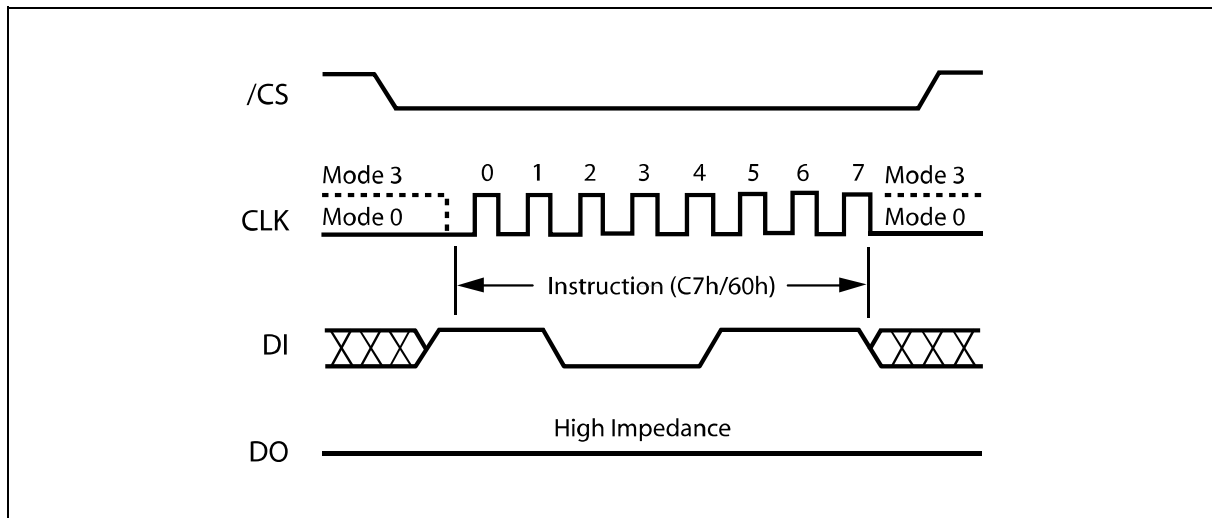 /CS
Mode 3 0 1 2 3 4 5 6 7 Mode 3
CLK Mode 0 Mode 0
Instruction (C7h/60h)
DI
High Impedance
DO